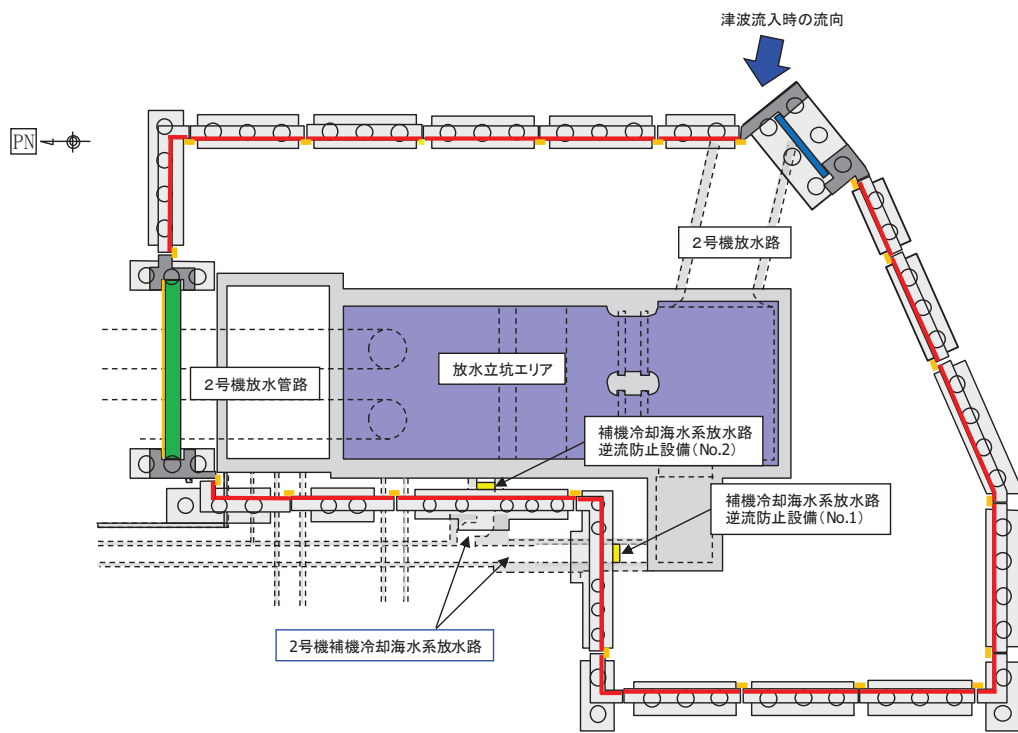 津波流入時の流向
PN
2号機放水路
放水立坑エリア
2号機放水管路
補機冷却海水系放水路
逆流防止設備(No.2)
補機冷却海水系放水路
逆流防止設備(No.1)
2号機補機冷却海水系放水路